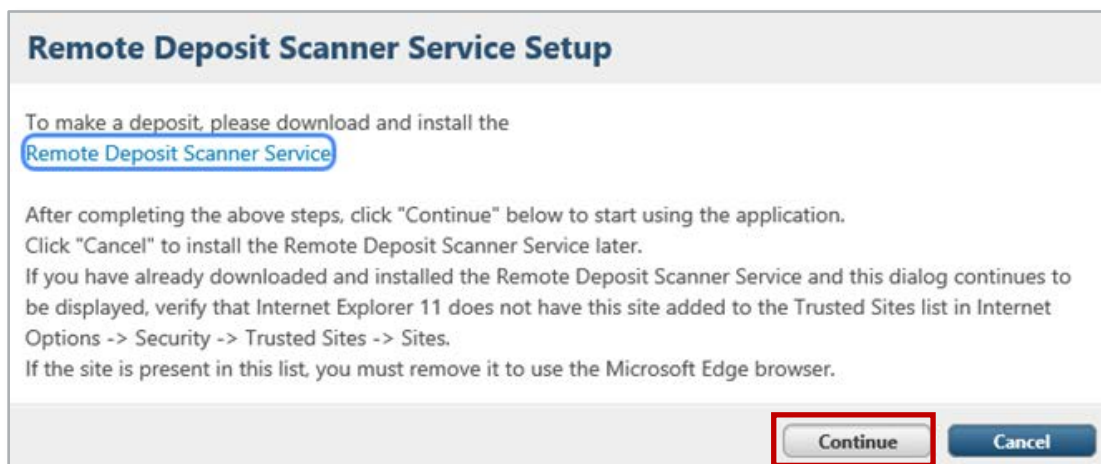 Remote Deposit Scanner Service Setup
To make a deposit, please download and install the
Remote Deposit Scanner Service
After completing the above steps, click "Continue" below to start using the application.
Click "Cancel" to install the Remote Deposit Scanner Service later.
If you have already downloaded and installed the Remote Deposit Scanner Service and this dialog continues to
be displayed, verify that Internet Explorer 11 does not have this site added to the Trusted Sites list in Internet
Options -> Security -> Trusted Sites -> Sites.
If the site is present in this list, you must remove it to use the Microsoft Edge browser.
Continue Cancel